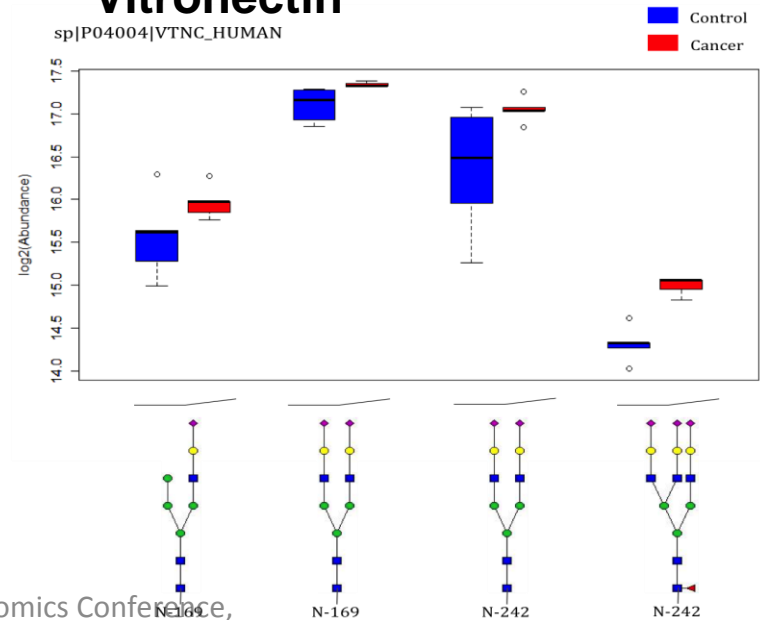 Vitronectin
sp|P04004|VTNC_HUMAN
Control
Cancer
log2(Abundance)
17.5
17.0
16.5
16.0
15.5
15.0
14.5
14.0
omics Conference,
N-169
N-169
N-242
N-242